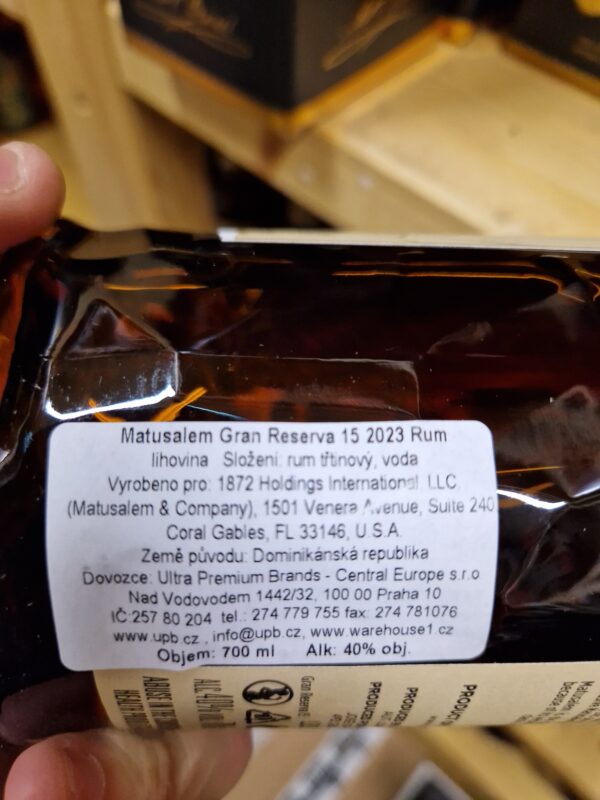 Matusalem Gran Reserva 15 2023 Rum
lihovina Složení: rum třtinový, voda
Vyrobeno pro: 1872 Holdings International LLC
(Matusalem & Company), 1501 Venera Avenue, Suite 240
Coral Gables, FL 33146, U.S.A.
Země původu: Dominikánská republika
Dovozce: Ultra Premium Brands - Central Europe s.r.o
Nad Vodovodem 1442/32, 100 00 Praha 10
IČ:257 80 204 tel.: 274 779 755 fax: 274 781076
www.upb.cz , info@upb.cz, www.warehouse1.cz
Objem: 700 ml Alk: 40% obj.
Gran Reserva 15